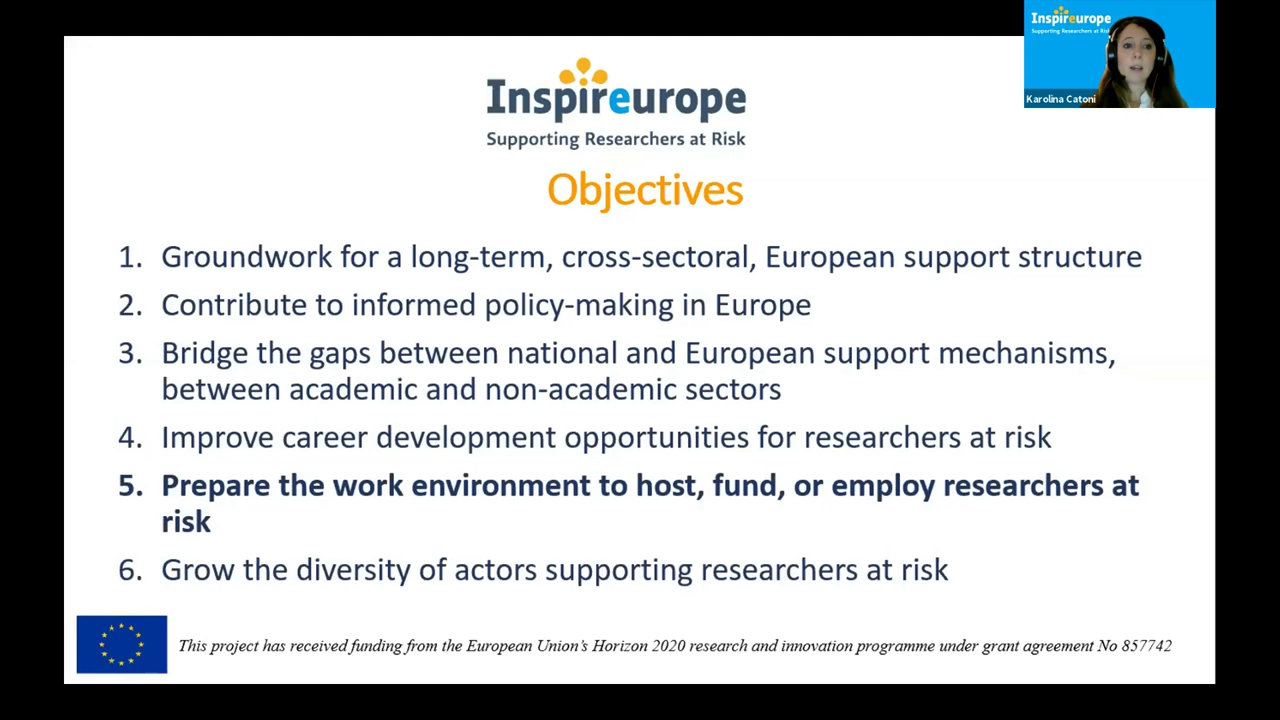 Inspireurope
Supporting Researchers at Risk
Karolina Catoni
Inspireurope
Supporting Researchers at Risk
Objectives
1. Groundwork for a long-term, cross-sectoral, European support structure
2. Contribute to informed policy-making in Europe
3. Bridge the gaps between national and European support mechanisms,
between academic and non-academic sectors
4. Improve career development opportunities for researchers at risk
5. Prepare the work environment to host, fund, or employ researchers at
risk
6. Grow the diversity of actors supporting researchers at risk
This project has received funding from the European Union's Horizon 2020 research and innovation programme under grant agreement No 857742